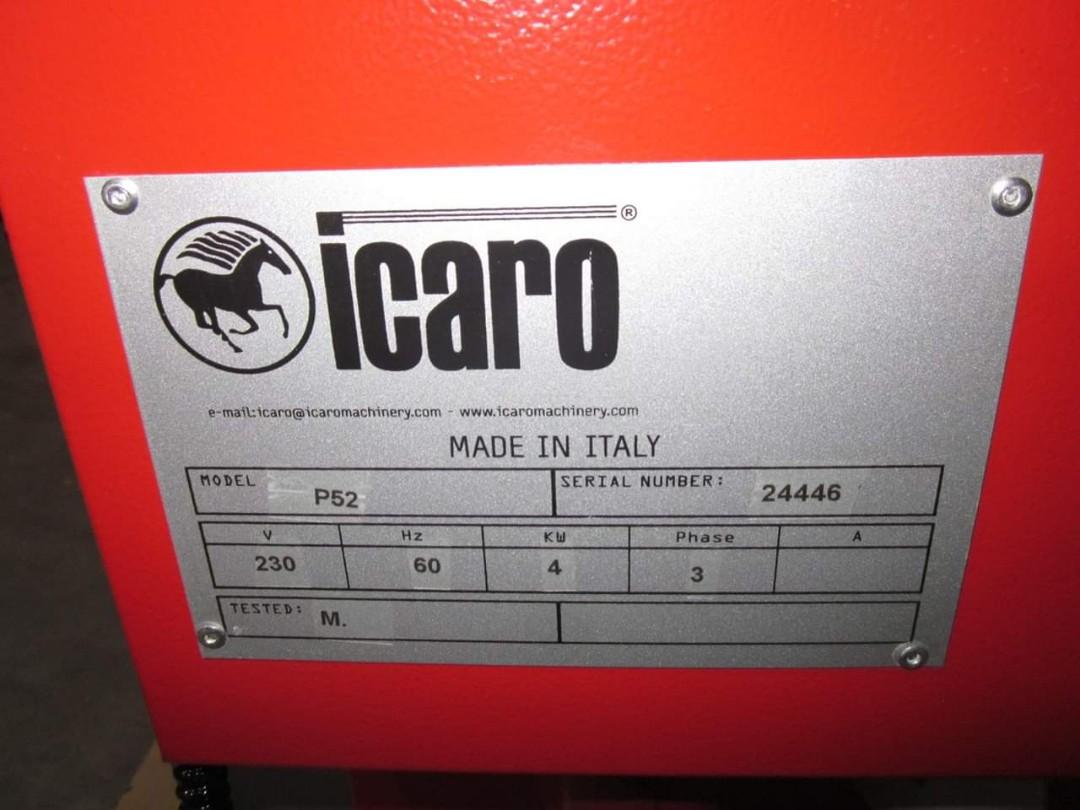 icaro ®
e-mail:icaro@icaromachinery.com - www.icaromachinery.com
MADE IN ITALY
MODEL P52 SERIAL NUMBER: 24446
V Hz KW Phase A
230 60 4 3
TESTED: M.